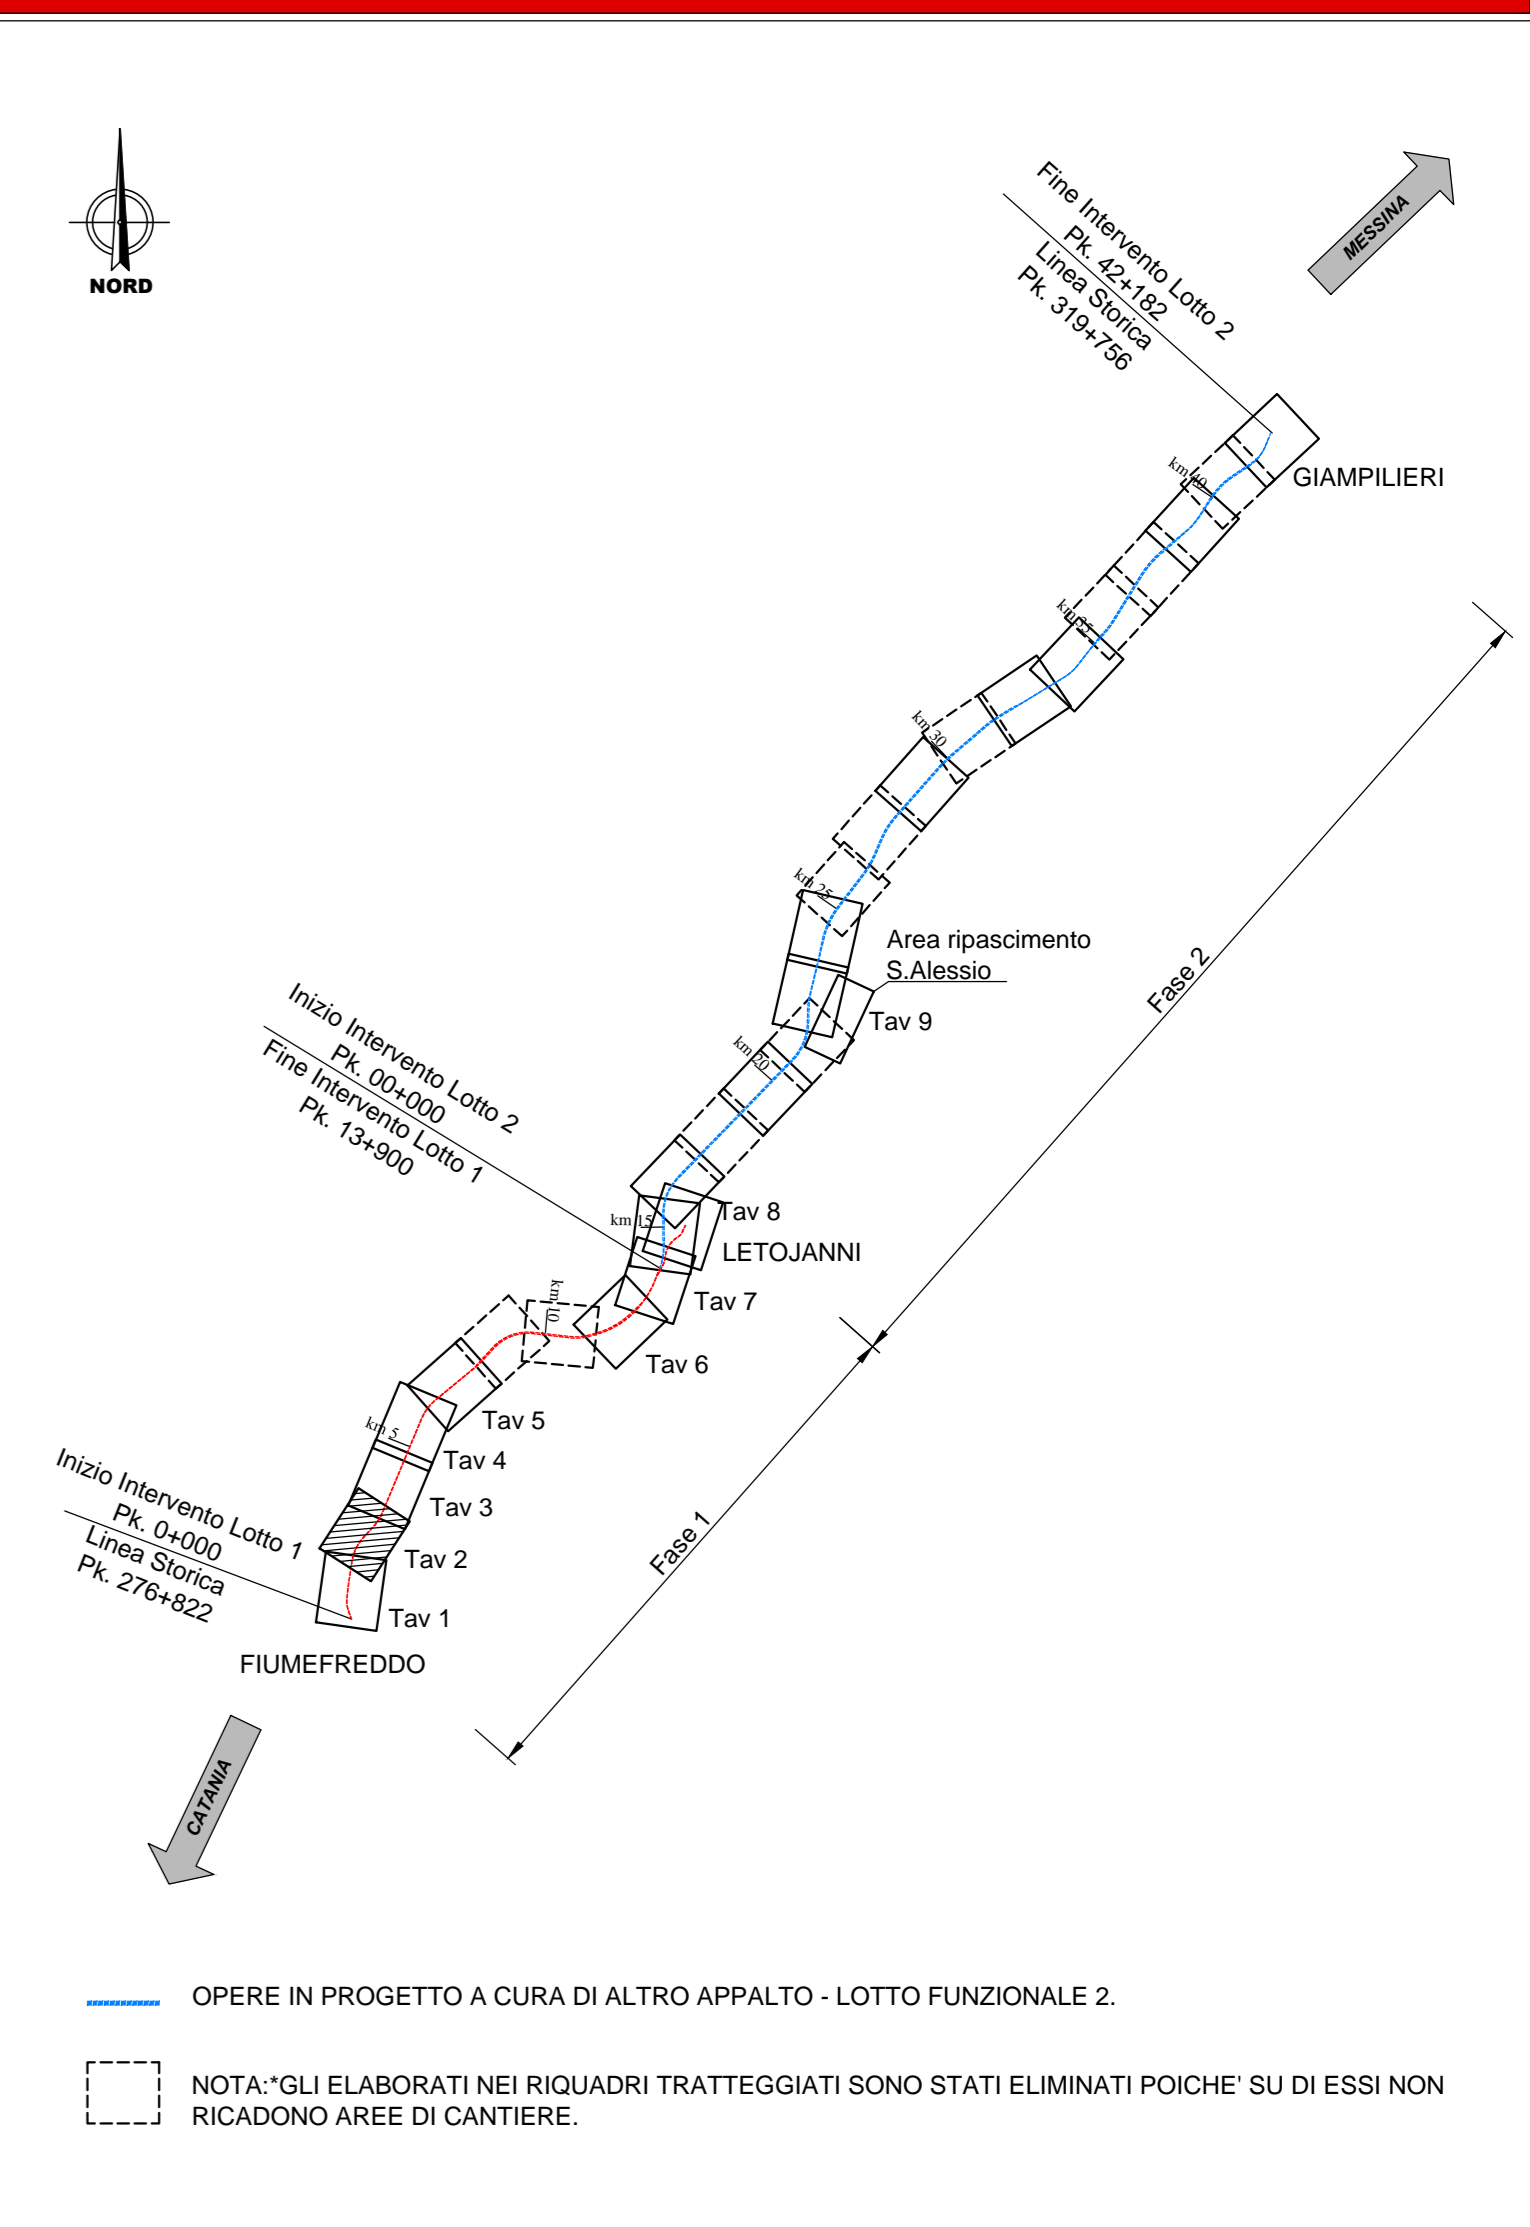 NORD
MESSINA
Fine Intervento Lotto 2
Pk. 42+182
Linea Storica
Pk. 319+756
km 40
GIAMPILIERI
km 35
km 30
km 25
Area ripascimento
S.Alessio
Tav 9
Fase 2
Inizio Intervento Lotto 2
Pk. 00+000
Fine Intervento Lotto 1
Pk. 13+900
km 20
km 15
Tav 8
LETOJANNI
km 10
Tav 7
Tav 6
Tav 5
km 5
Tav 4
Tav 3
Tav 2
Tav 1
Fase 1
Inizio Intervento Lotto 1
Pk. 0+000
Linea Storica
Pk. 276+822
FIUMEFREDDO
CATANIA
OPERE IN PROGETTO A CURA DI ALTRO APPALTO - LOTTO FUNZIONALE 2.
NOTA:*GLI ELABORATI NEI RIQUADRI TRATTEGGIATI SONO STATI ELIMINATI POICHE' SU DI ESSI NON
RICADONO AREE DI CANTIERE.